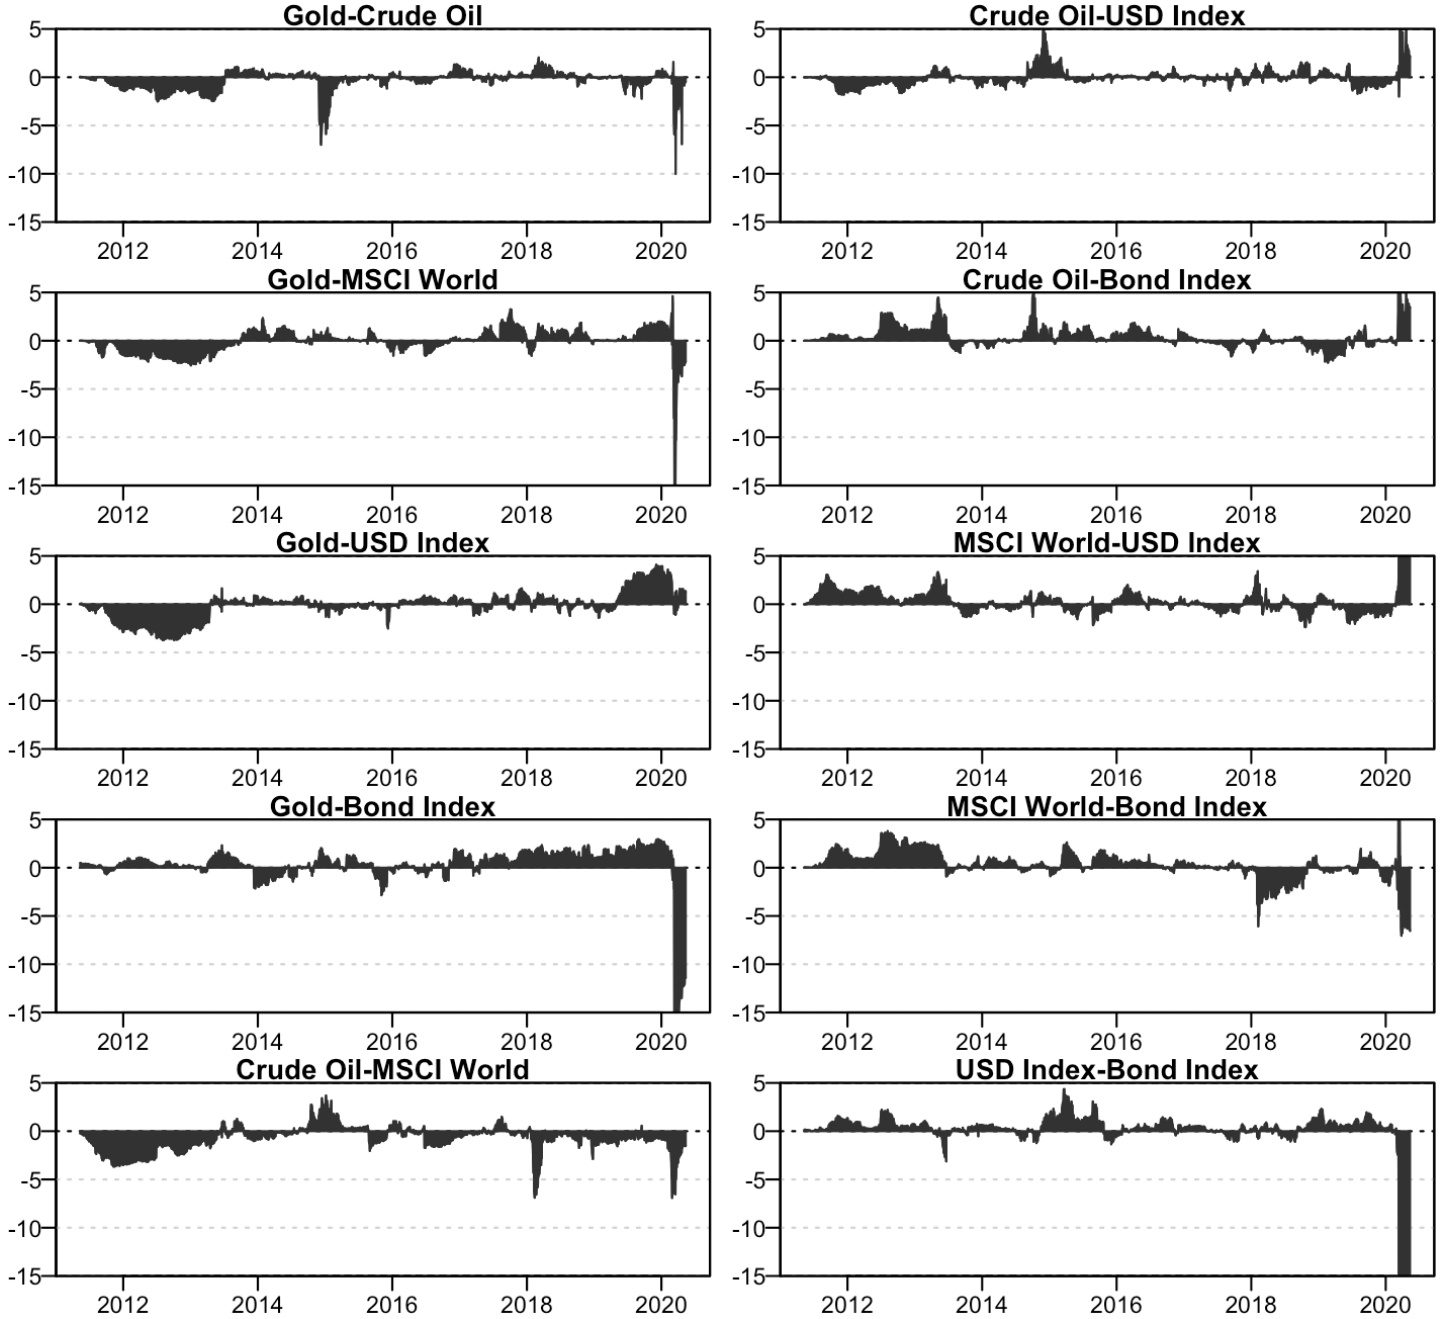 Gold-Crude Oil
5
0
-5
-10
-15
2012 2014 2016 2018 2020
Crude Oil-USD Index
5
0
-5
-10
-15
2012 2014 2016 2018 2020
Gold-MSCI World
5
0
-5
-10
-15
2012 2014 2016 2018 2020
Crude Oil-Bond Index
5
0
-5
-10
-15
2012 2014 2016 2018 2020
Gold-USD Index
5
0
-5
-10
-15
2012 2014 2016 2018 2020
MSCI World-USD Index
5
0
-5
-10
-15
2012 2014 2016 2018 2020
Gold-Bond Index
5
0
-5
-10
-15
2012 2014 2016 2018 2020
MSCI World-Bond Index
5
0
-5
-10
-15
2012 2014 2016 2018 2020
Crude Oil-MSCI World
5
0
-5
-10
-15
2012 2014 2016 2018 2020
USD Index-Bond Index
5
0
-5
-10
-15
2012 2014 2016 2018 2020